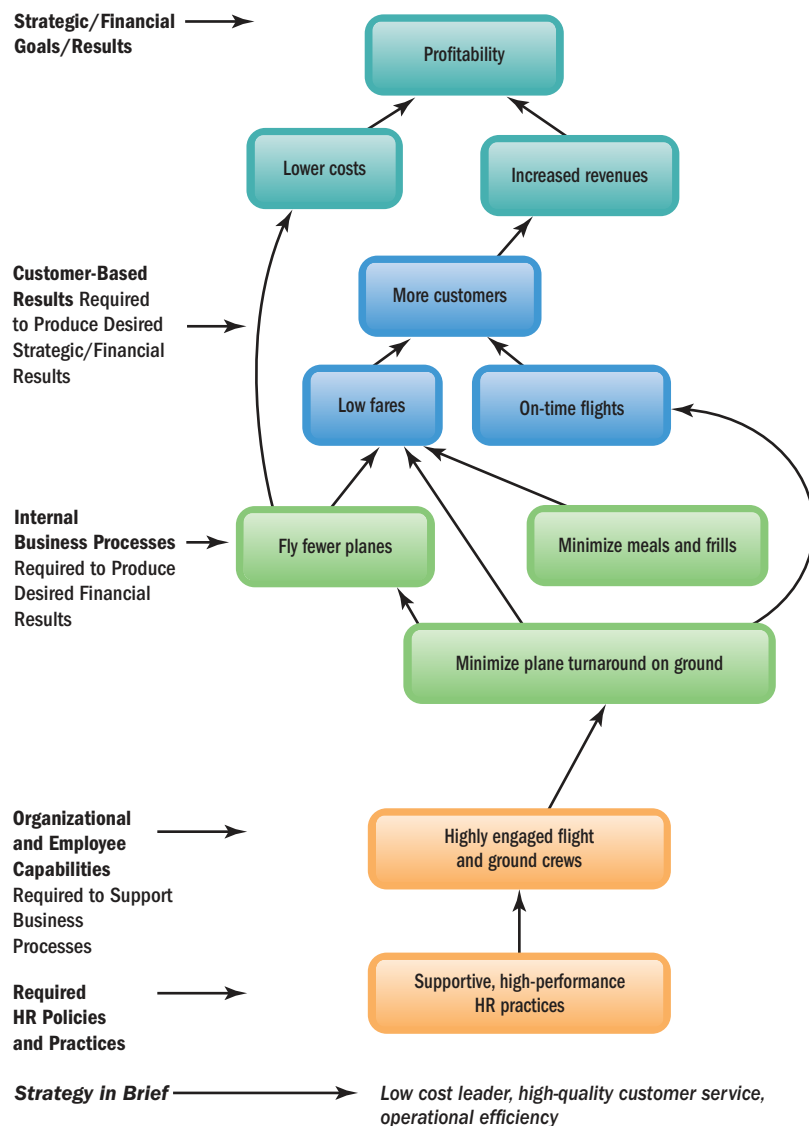 Strategic/Financial
Goals/Results
Profitability
Lower costs
Increased revenues
Customer-Based
Results Required
to Produce Desired
Strategic/Financial
Results
More customers
Low fares
On-time flights
Internal
Business Processes
Required to Produce
Desired Financial
Results
Fly fewer planes
Minimize meals and frills
Minimize plane turnaround on ground
Organizational
and Employee
Capabilities
Required to Support
Business
Processes
Highly engaged flight
and ground crews
Required
HR Policies
and Practices
Supportive, high-performance
HR practices
Strategy in Brief
Low cost leader, high-quality customer service,
operational efficiency